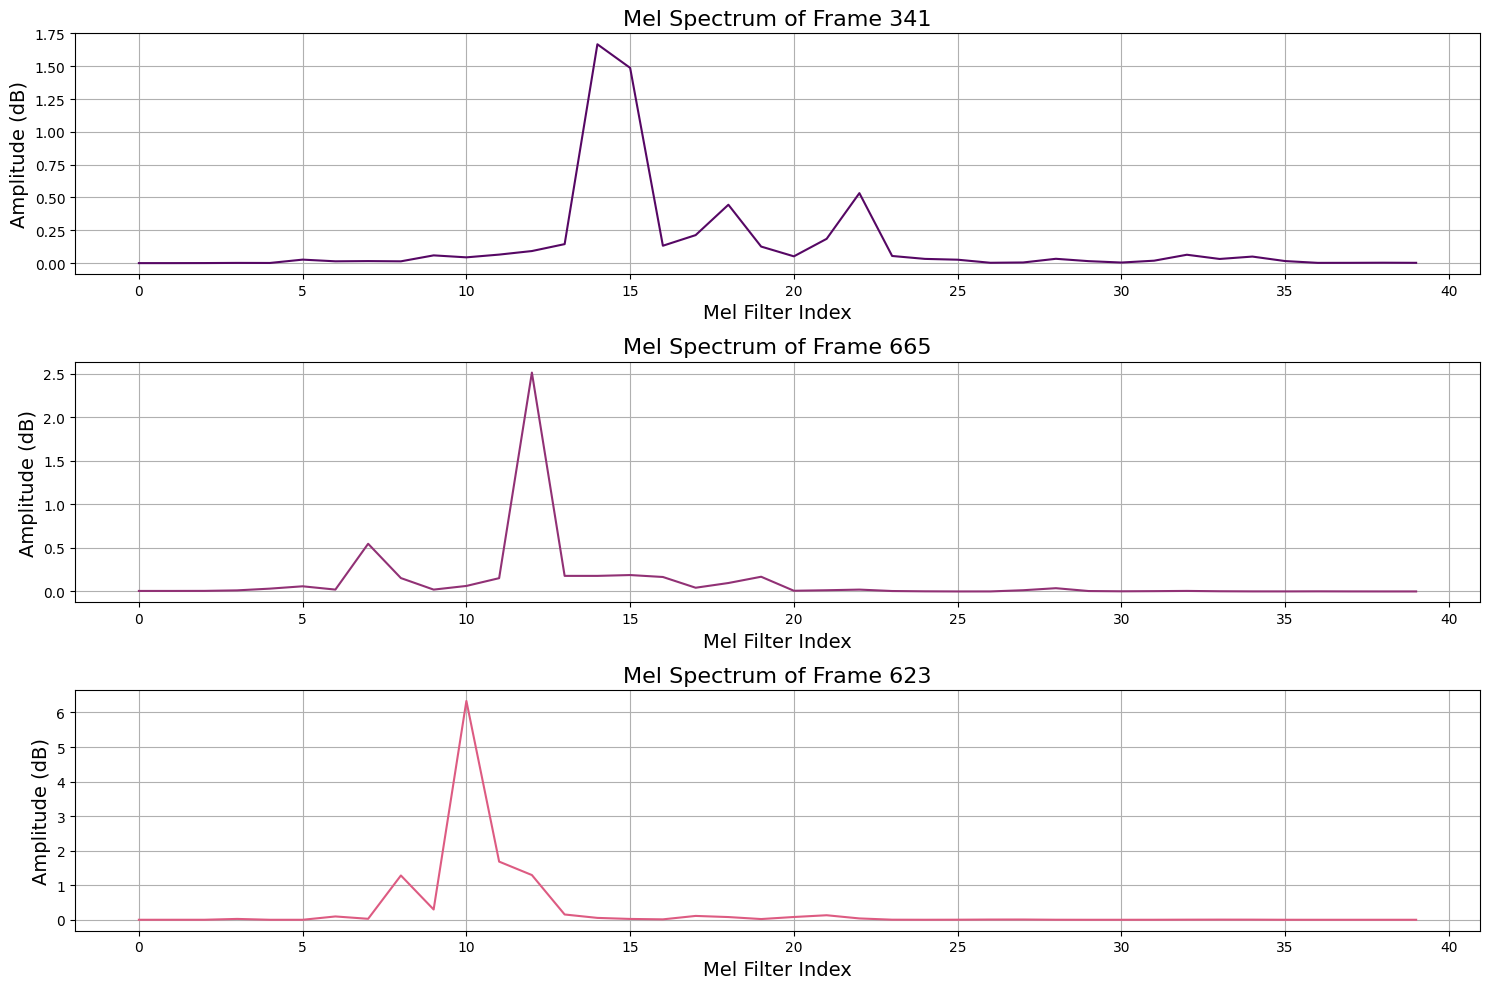 Mel Spectrum of Frame 341
Amplitude (dB)
1.75
1.50
1.25
1.00
0.75
0.50
0.25
0.00
0 5 10 15 20 25 30 35 40
Mel Filter Index
Mel Spectrum of Frame 665
Amplitude (dB)
2.5
2.0
1.5
1.0
0.5
0.0
0 5 10 15 20 25 30 35 40
Mel Filter Index
Mel Spectrum of Frame 623
Amplitude (dB)
6
5
4
3
2
1
0
0 5 10 15 20 25 30 35 40
Mel Filter Index